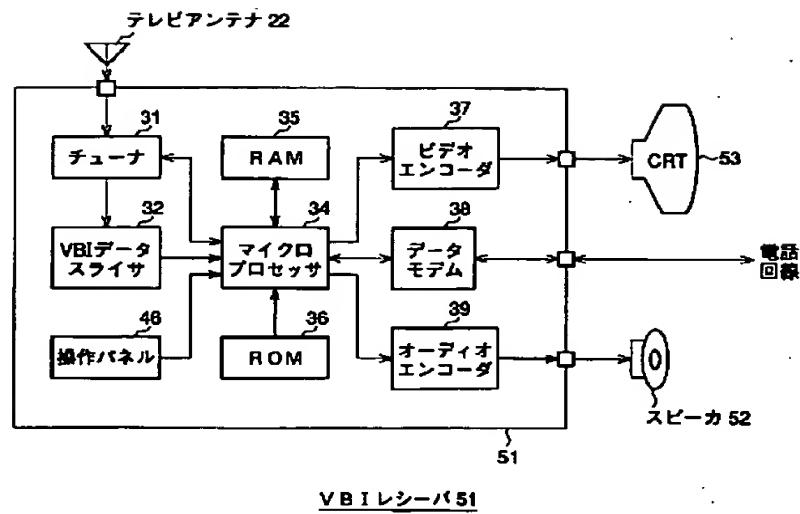 テレビアンテナ 22
31
チューナ
35
RAM
37
ビデオ
エンコーダ
CRT
53
32
VBIデータ
スライサ
34
マイクロ
プロセッサ
38
データ
モデム
電話
回線
46
操作パネル
36
ROM
39
オーディオ
エンコーダ
スピーカ 52
51
VBIレシーバ 51